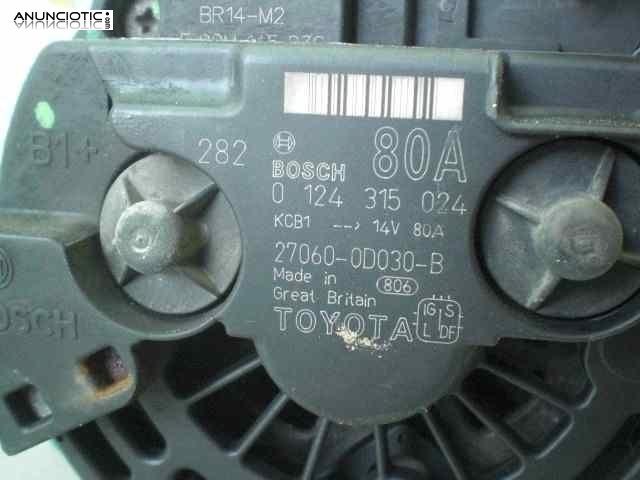 ANUNCIOS
BR14-M2
B1+
282
BOSCH
80A
0 124 315 024
KCB1 --> 14V 80A
27060-0D030-B
Made in
Great Britain
806
TOYOTA
IG S
L DF
BOSCH